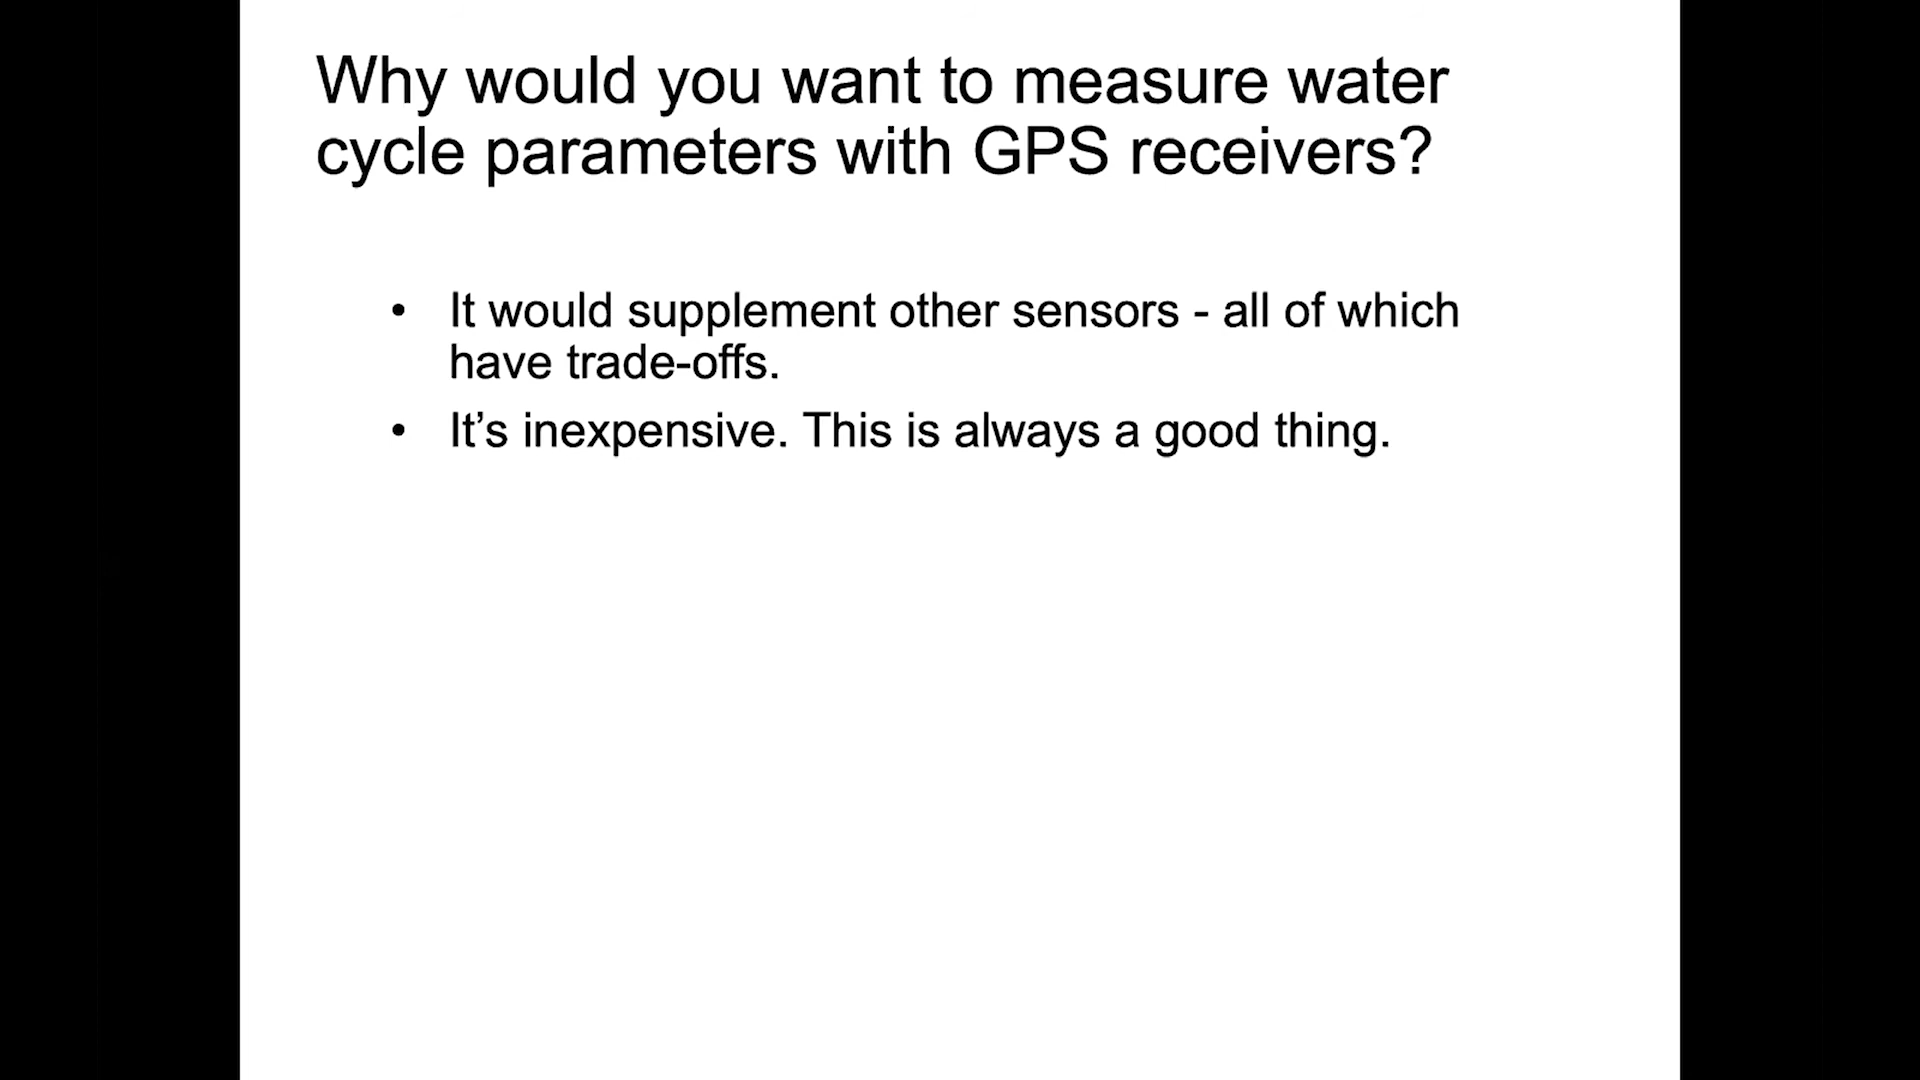 Why would you want to measure water
cycle parameters with GPS receivers?
• It would supplement other sensors - all of which
have trade-offs.
• It’s inexpensive. This is always a good thing.